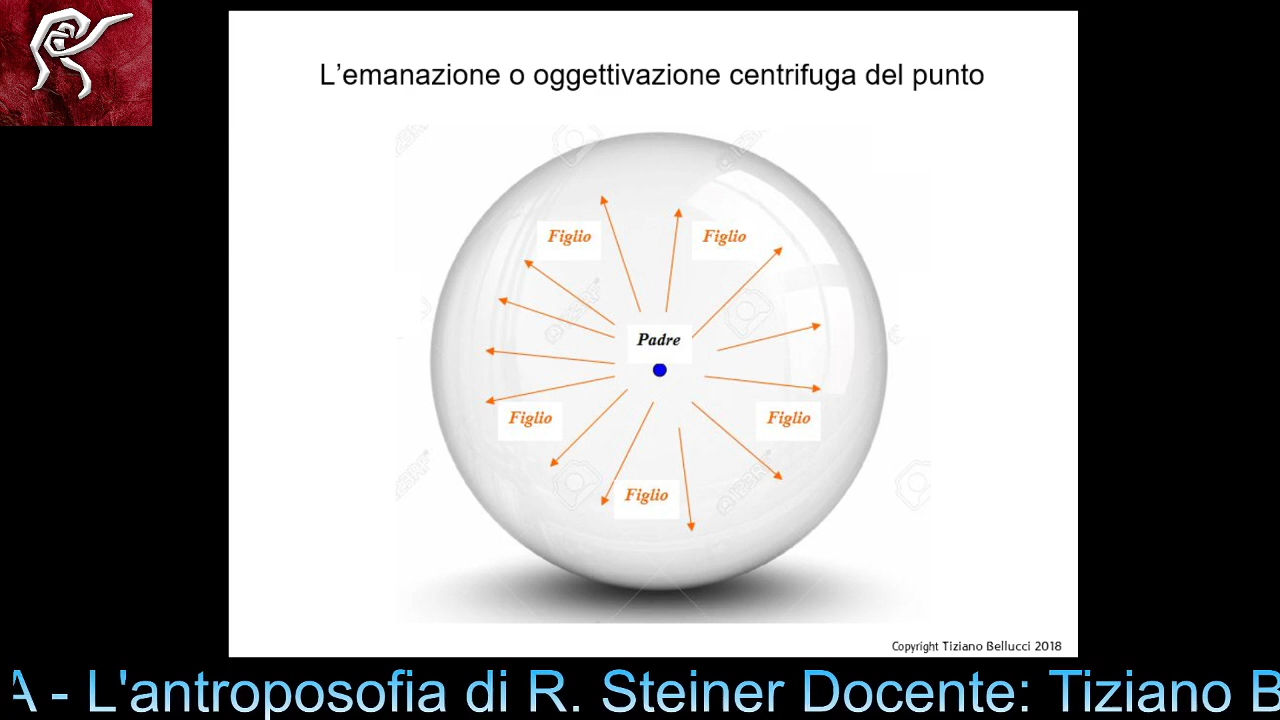 L’emanazione o oggettivazione centrifuga del punto
Figlio
Figlio
Padre
Figlio
Figlio
Figlio
Copyright Tiziano Bellucci 2018
A - L'antroposofia di R. Steiner Docente: Tiziano B